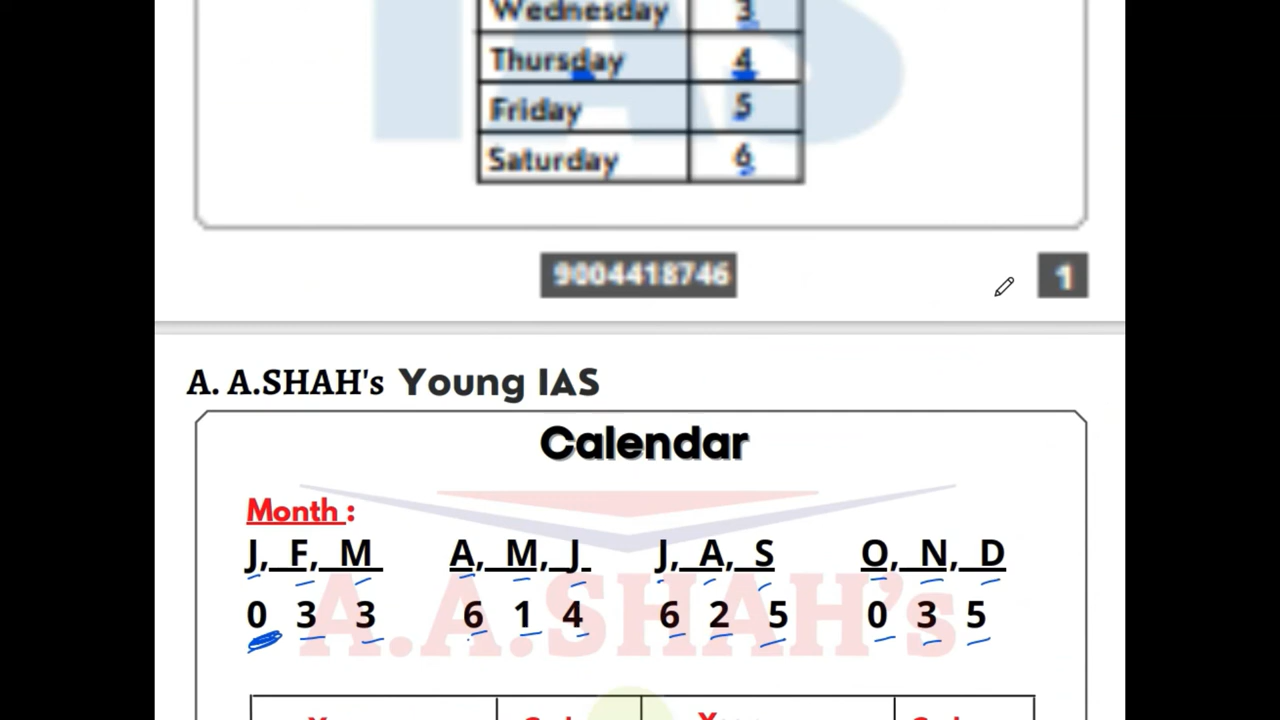 Wednesday 3
Thursday 4
Friday 5
Saturday 6
9004418746 1
A. A.SHAH's Young IAS
Calendar
Month :
J, F, M A, M, J J, A, S O, N, D
0 3 3 6 1 4 6 2 5 0 3 5
A.A.SHAH's